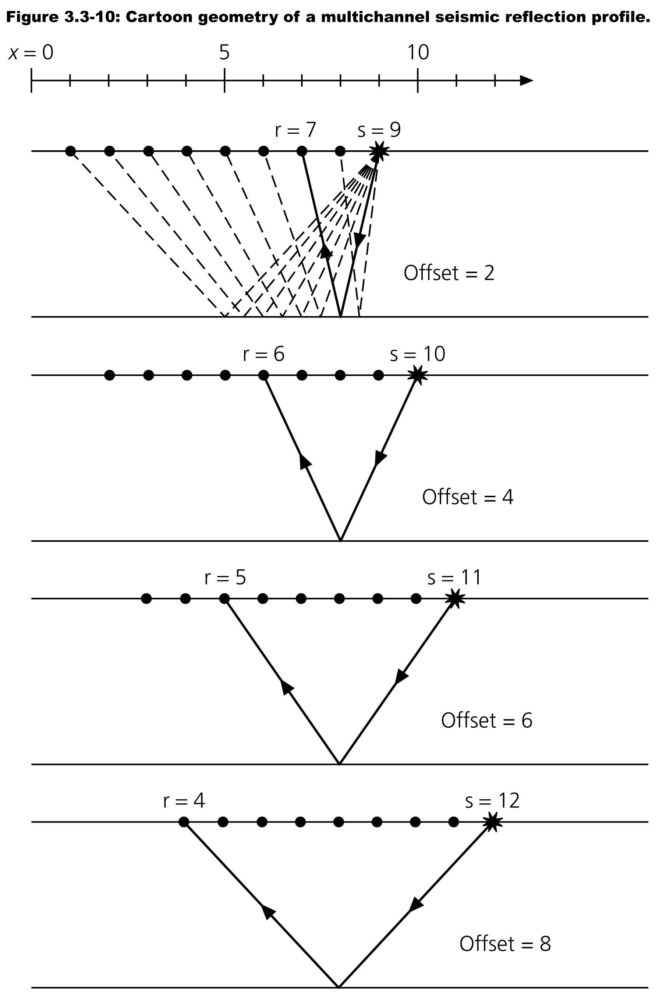 Figure 3.3-10: Cartoon geometry of a multichannel seismic reflection profile.
x = 0 5 10
r = 7 s = 9
Offset = 2
r = 6 s = 10
Offset = 4
r = 5 s = 11
Offset = 6
r = 4 s = 12
Offset = 8